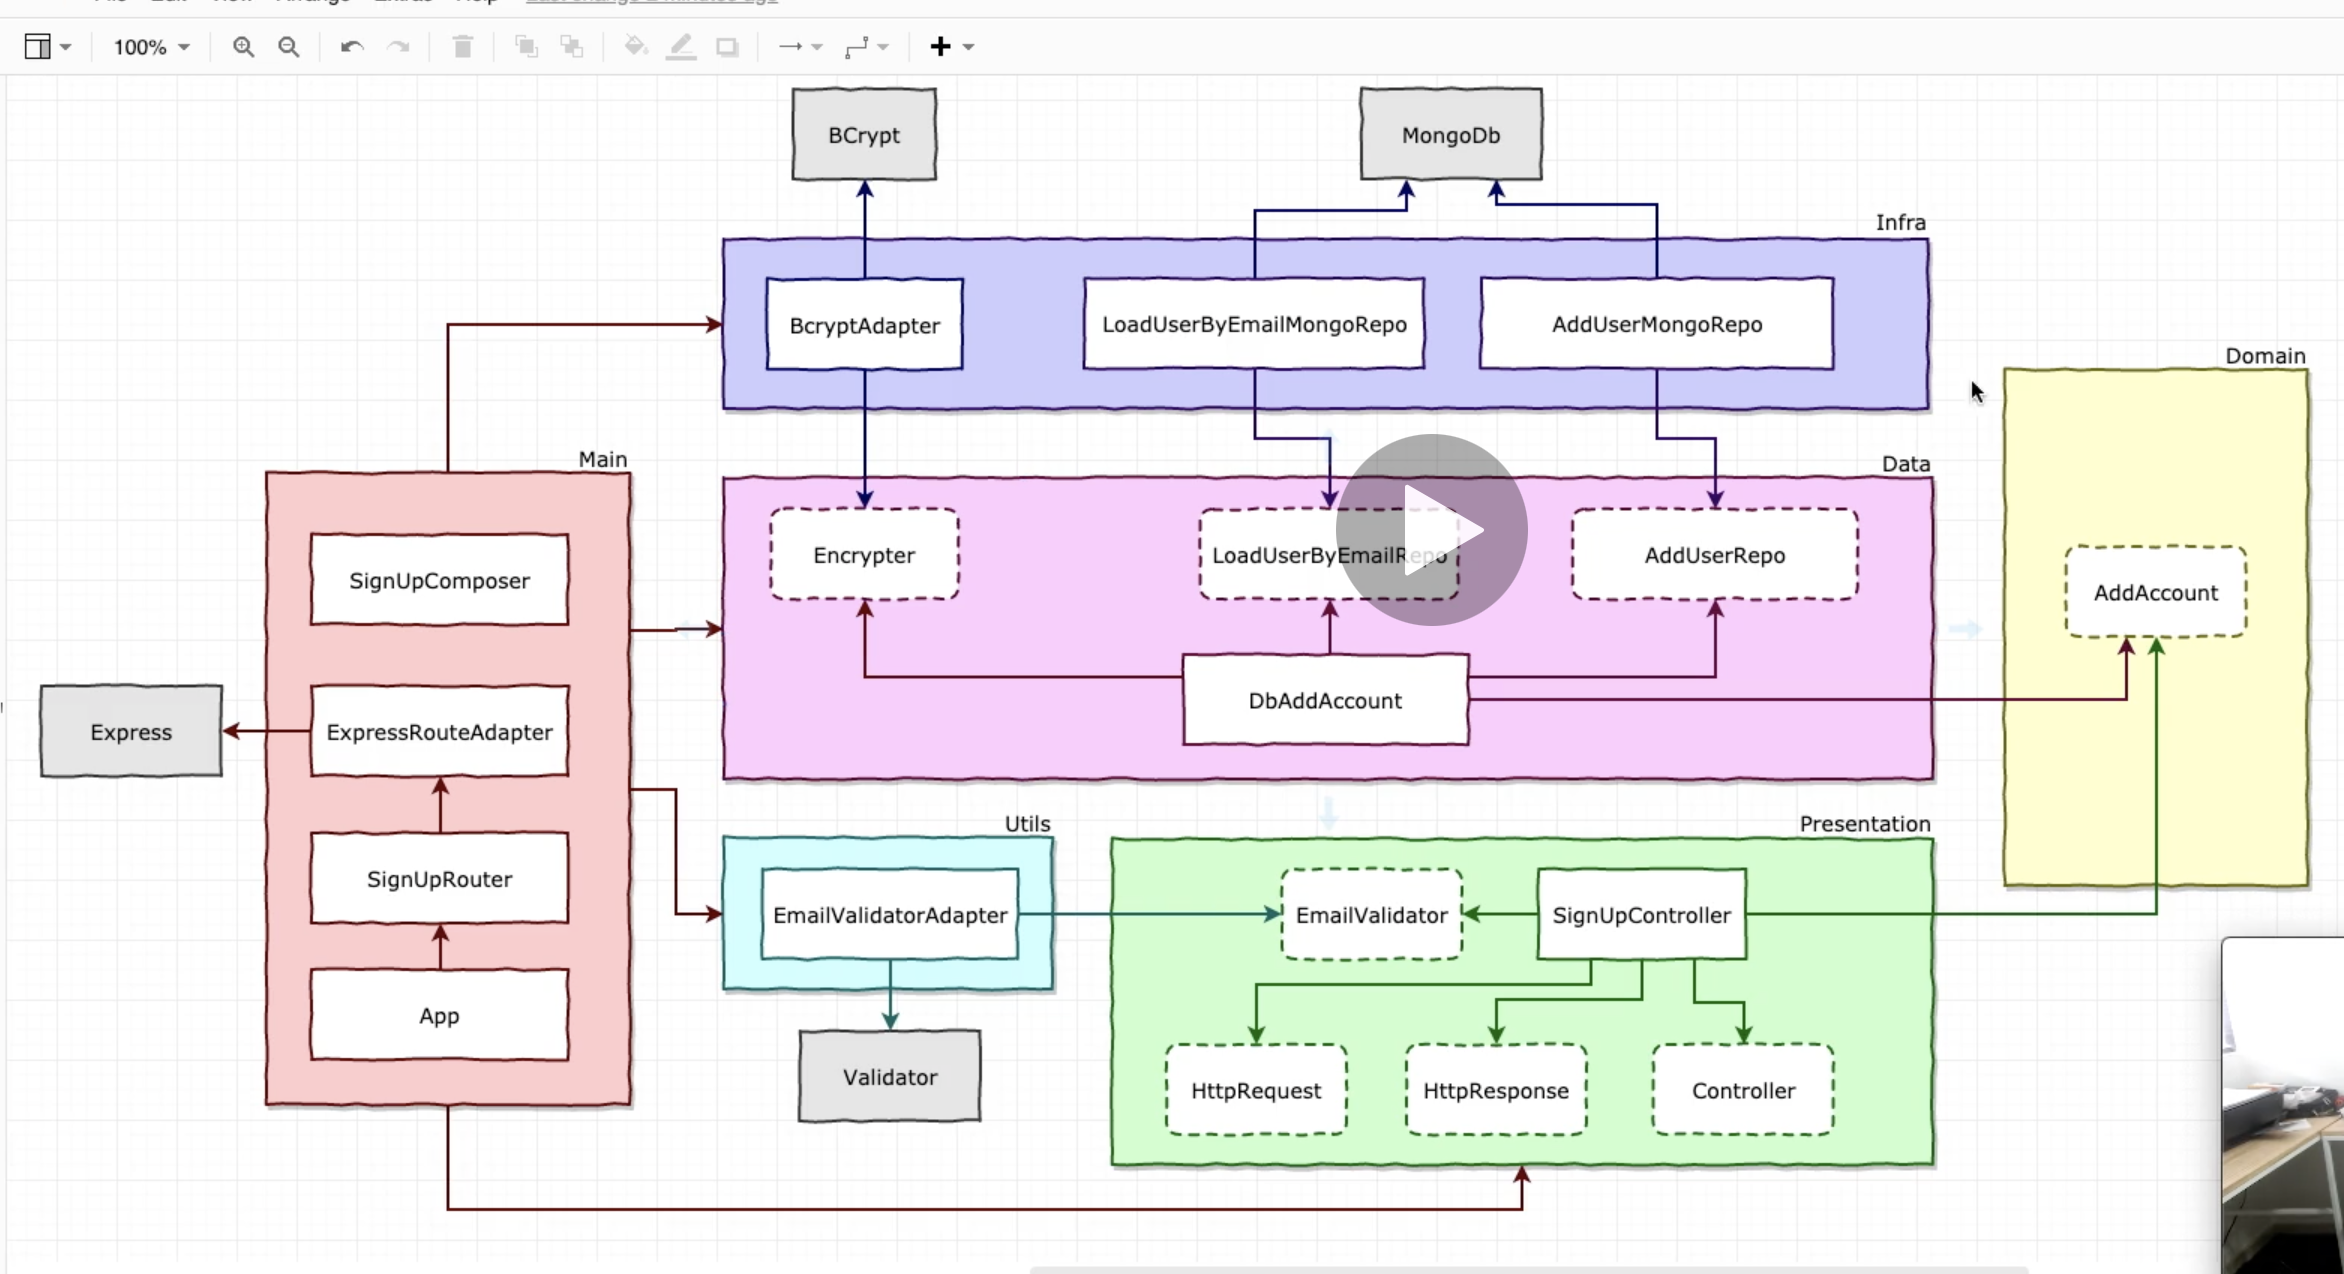 100%
BCrypt
MongoDb
Infra
BcryptAdapter
LoadUserByEmailMongoRepo
AddUserMongoRepo
Domain
Main
Data
SignUpComposer
Encrypter
LoadUserByEmailRepo
AddUserRepo
AddAccount
Express
ExpressRouteAdapter
DbAddAccount
Utils
Presentation
SignUpRouter
EmailValidatorAdapter
EmailValidator
SignUpController
App
Validator
HttpRequest
HttpResponse
Controller